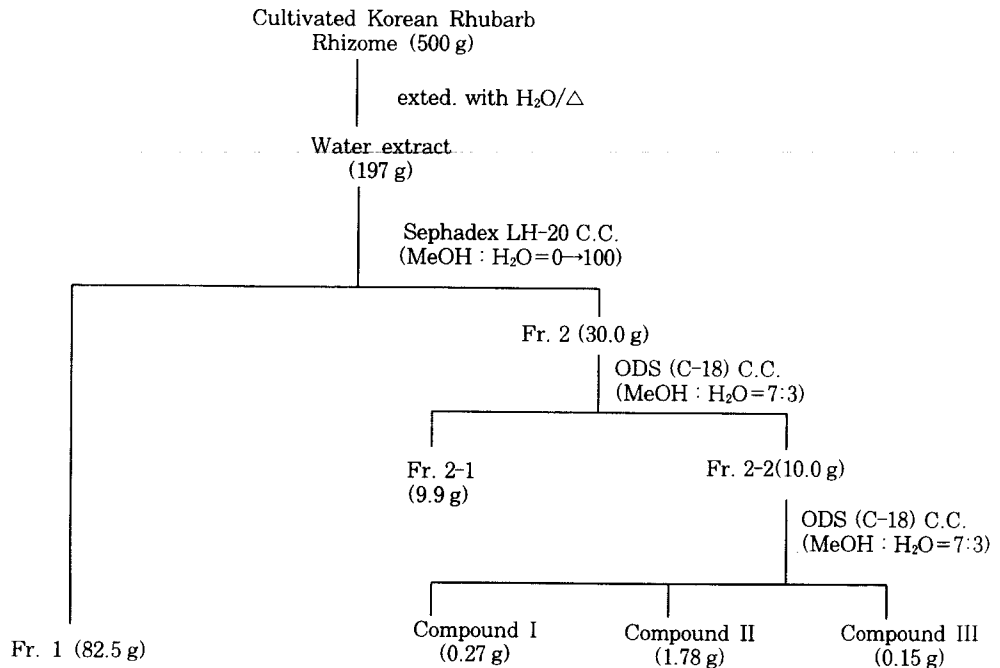 Cultivated Korean Rhubarb
Rhizome (500 g)
exted. with H₂O/△
Water extract
(197 g)
Sephadex LH-20 C.C.
(MeOH : H₂O=0→100)
Fr. 2 (30.0 g)
ODS (C-18) C.C.
(MeOH : H₂O=7:3)
Fr. 2-1
(9.9 g)
Fr. 2-2(10.0 g)
ODS (C-18) C.C.
(MeOH : H₂O=7:3)
Fr. 1 (82.5 g)
Compound I
(0.27 g)
Compound II
(1.78 g)
Compound III
(0.15 g)